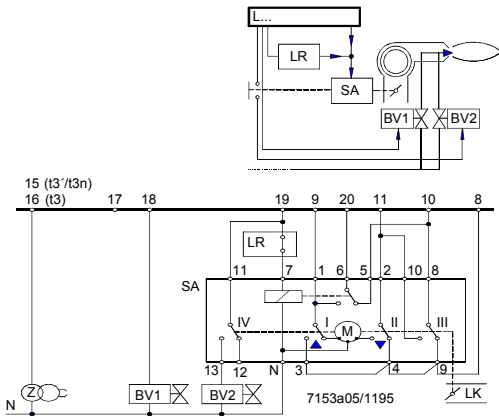 L...
LR
SA
BV1 BV2
15 (t3´/t3n)
16 (t3) 17 18 19 9 20 11 10 8
LR
11 7 1 6 5 2 10 8
SA
IV I M II III
13 12 N 3 4 9
Z BV1 BV2 7153a05/1195 LK
N